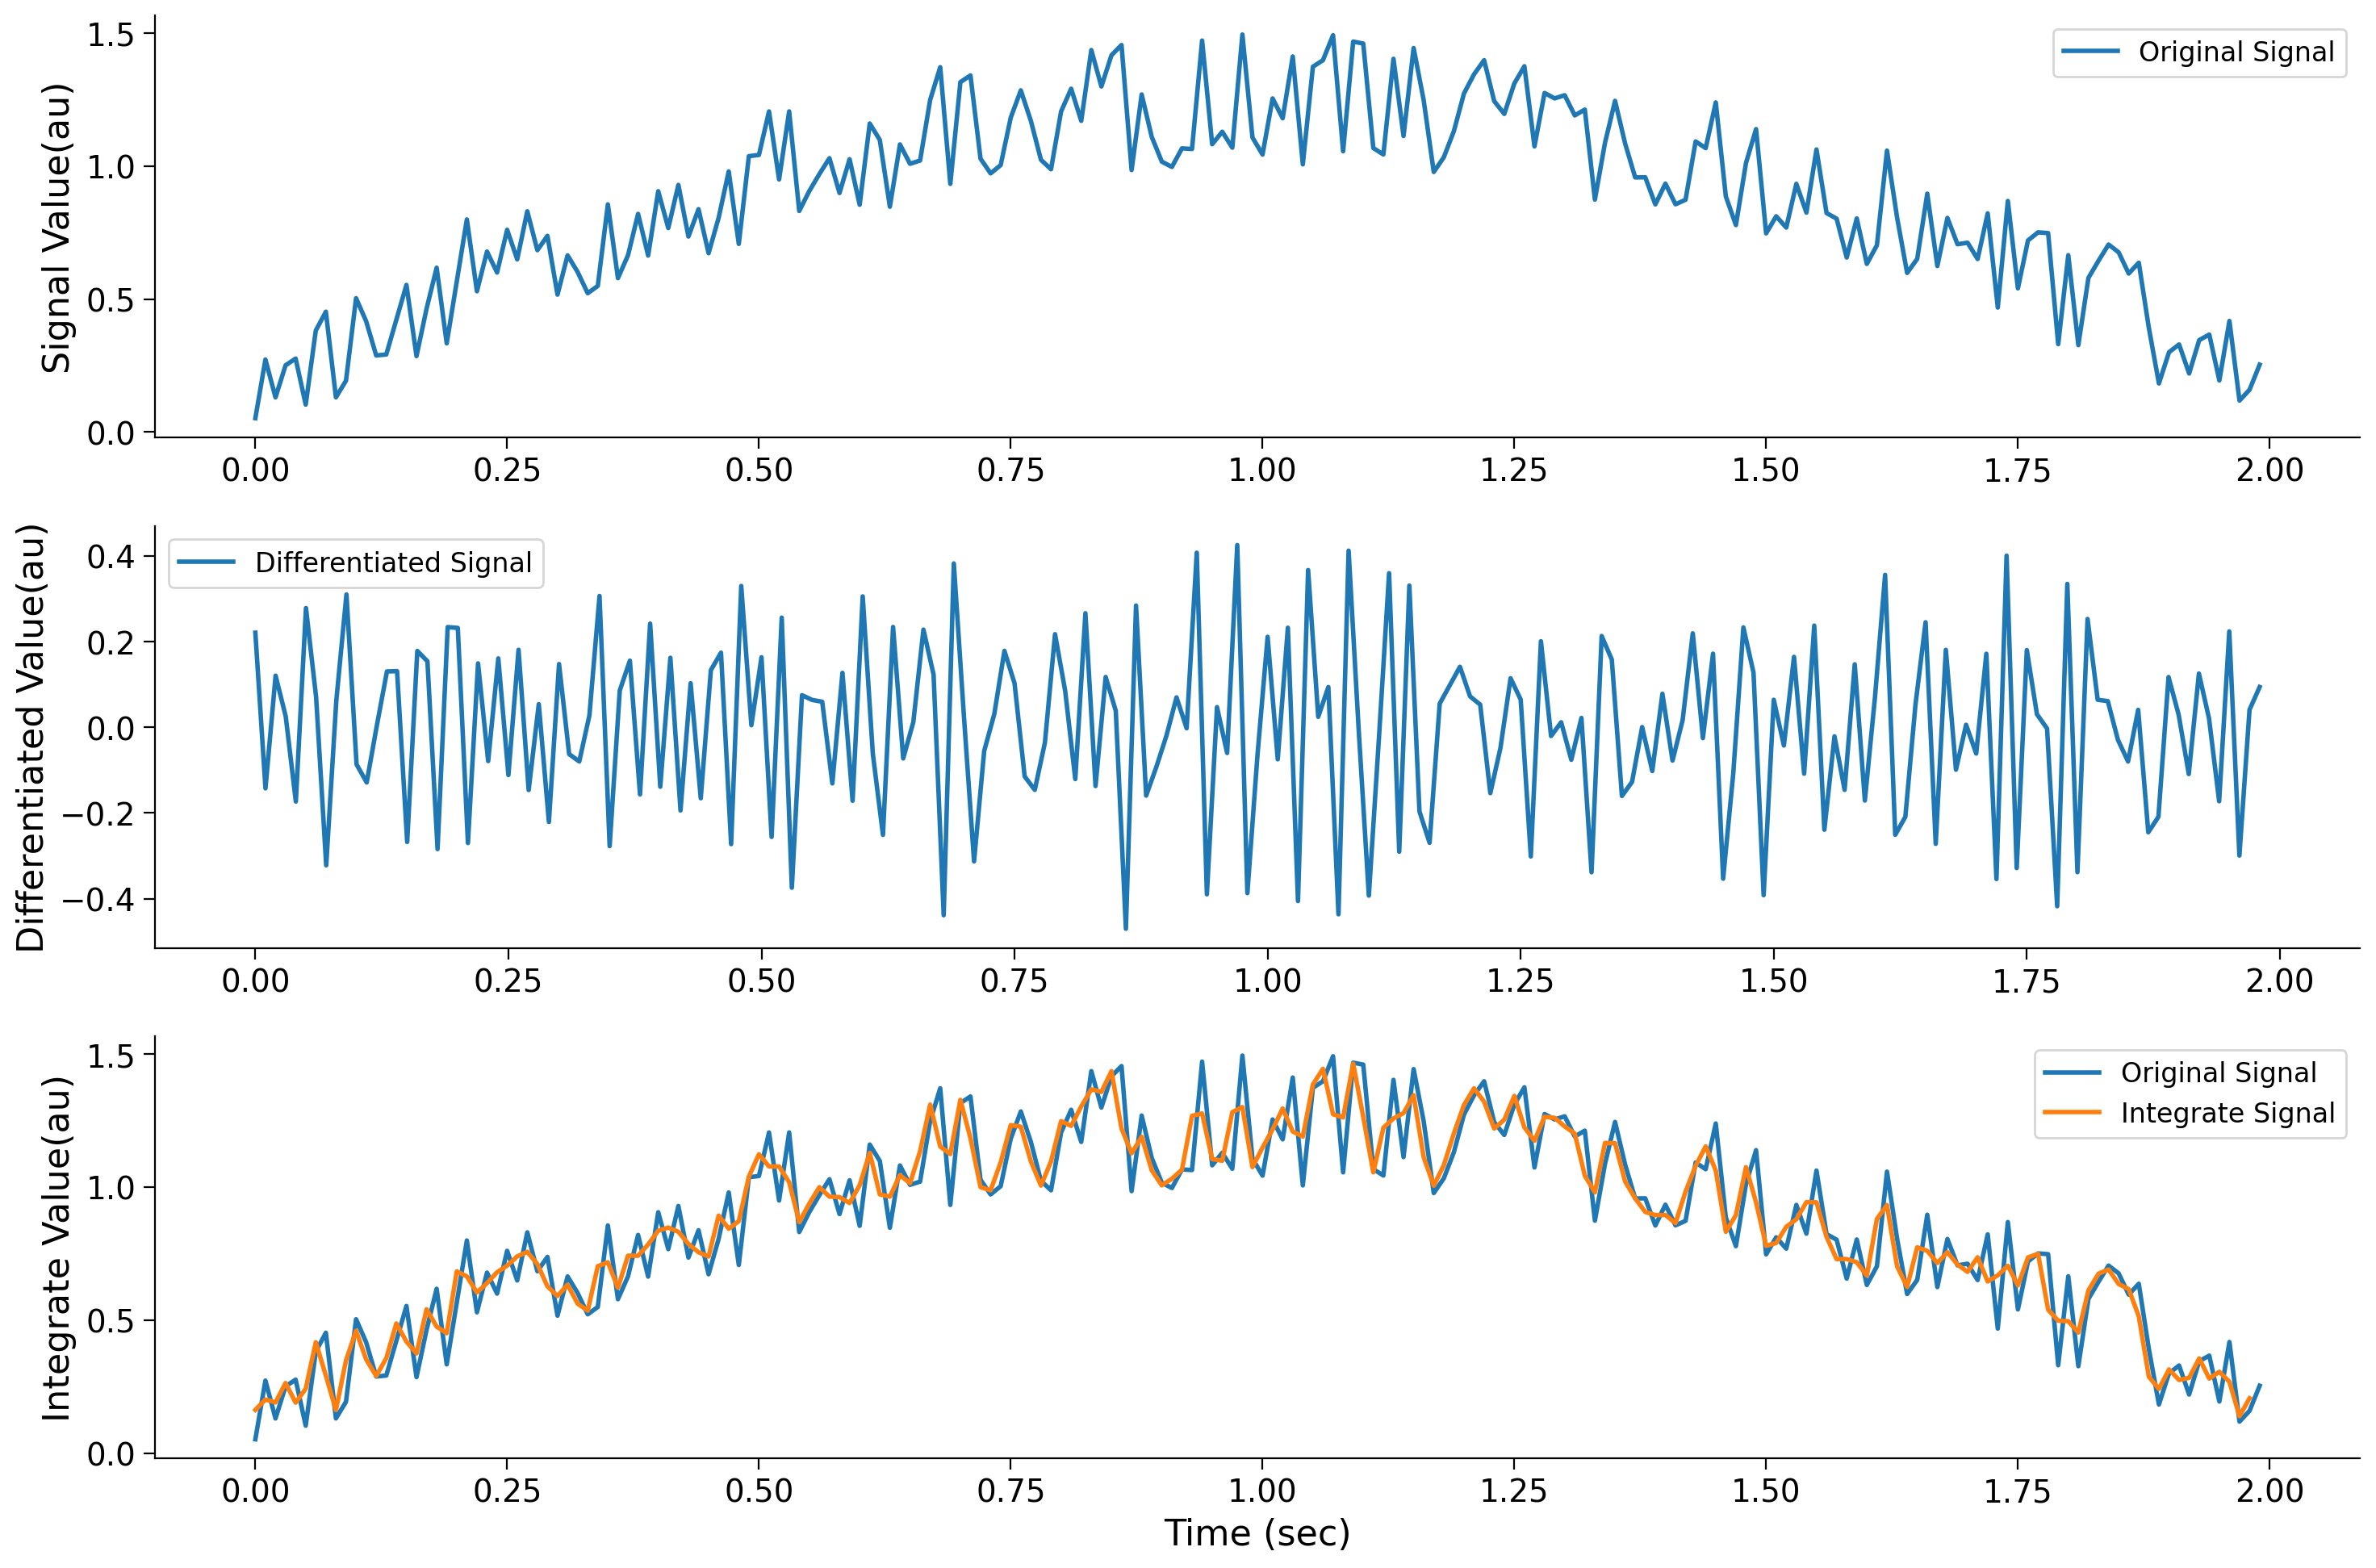 Signal Value(au)
1.5
1.0
0.5
0.0
Original Signal
0.00 0.25 0.50 0.75 1.00 1.25 1.50 1.75 2.00
Differentiated Value(au)
0.4
0.2
0.0
−0.2
−0.4
Differentiated Signal
0.00 0.25 0.50 0.75 1.00 1.25 1.50 1.75 2.00
Integrate Value(au)
1.5
1.0
0.5
0.0
Original Signal
Integrate Signal
0.00 0.25 0.50 0.75 1.00 1.25 1.50 1.75 2.00
Time (sec)